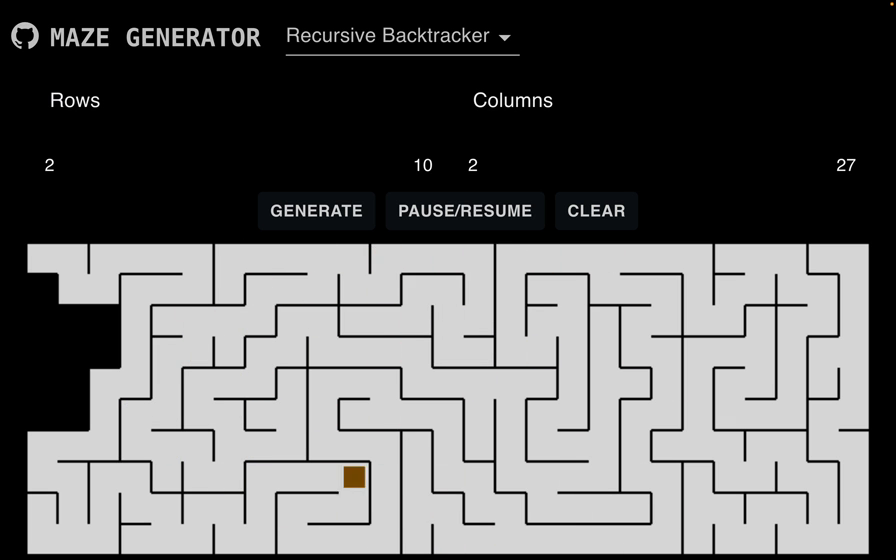 MAZE GENERATOR
Recursive Backtracker
Rows
Columns
2
10
2
27
GENERATE
PAUSE/RESUME
CLEAR